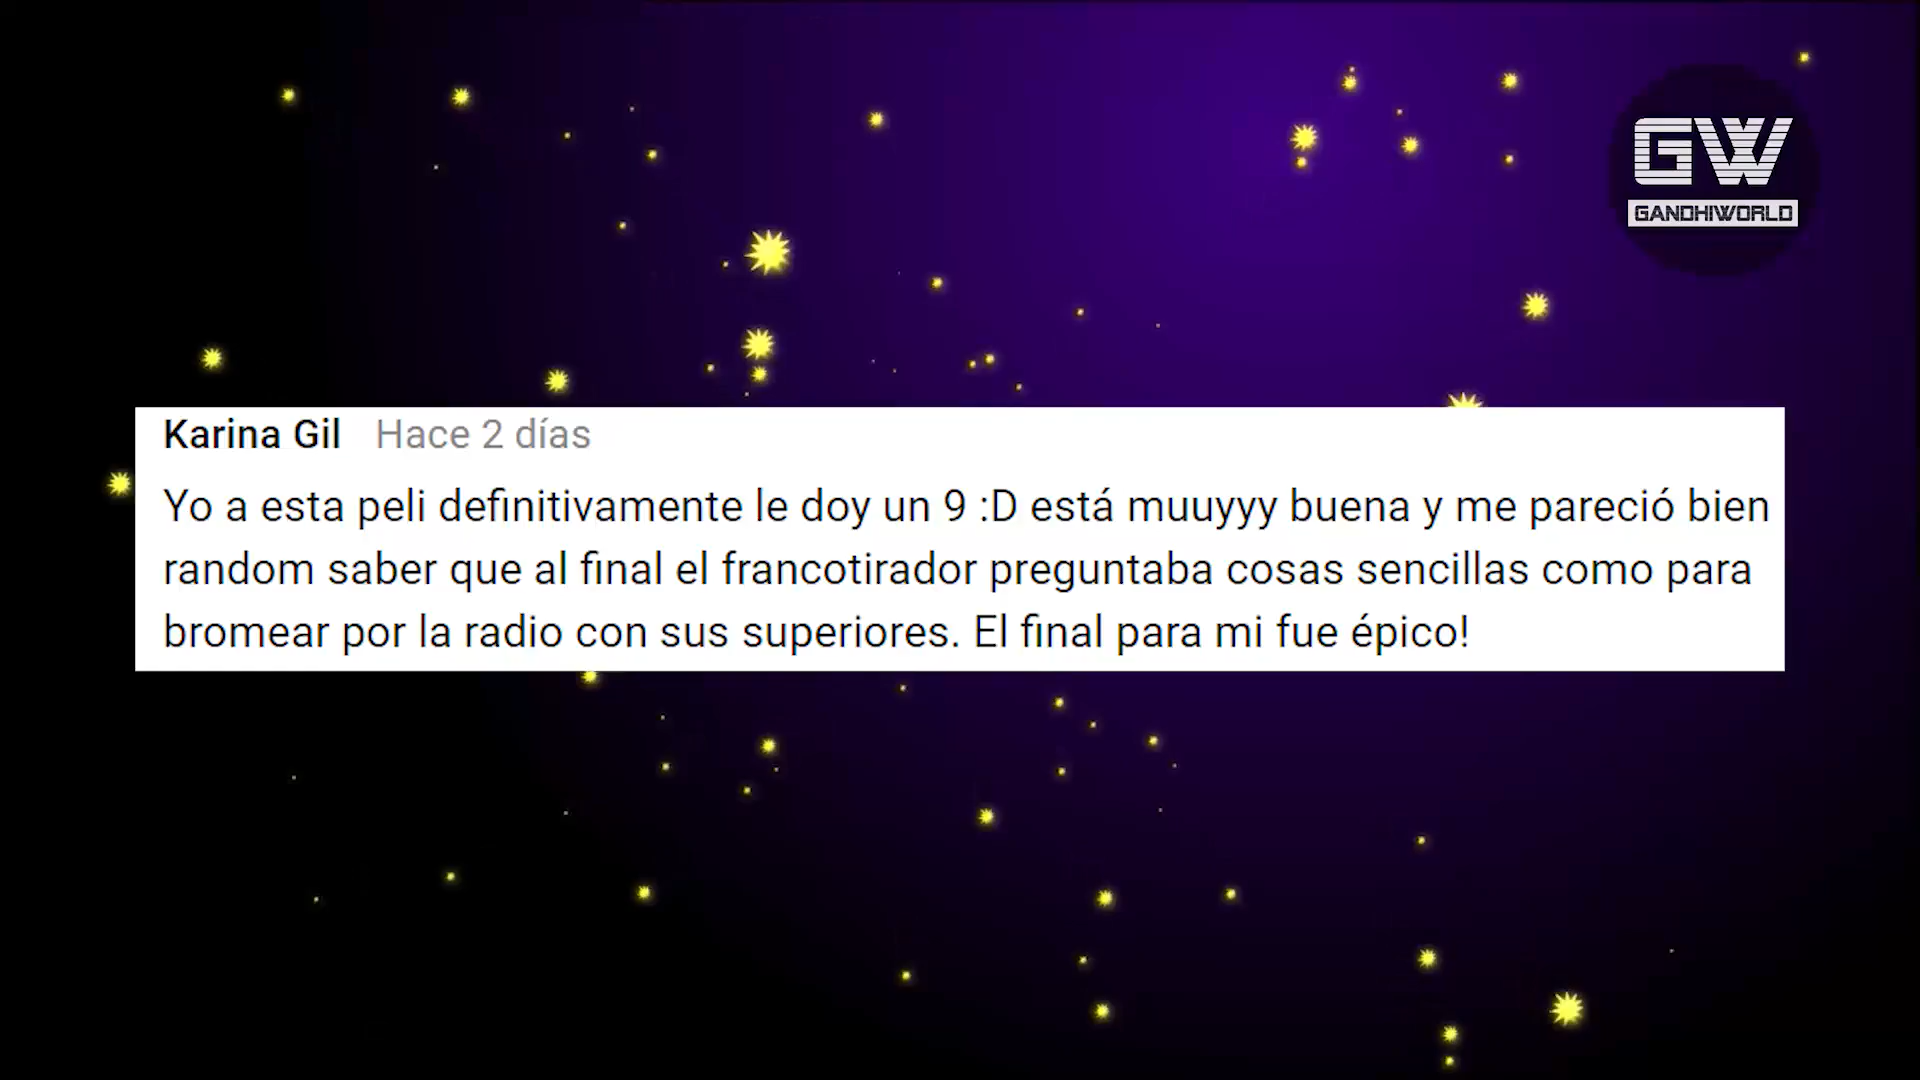 GW
GANDHIWORLD
Karina Gil Hace 2 días
Yo a esta peli definitivamente le doy un 9 :D está muuyyy buena y me pareció bien
random saber que al final el francotirador preguntaba cosas sencillas como para
bromear por la radio con sus superiores. El final para mi fue épico!